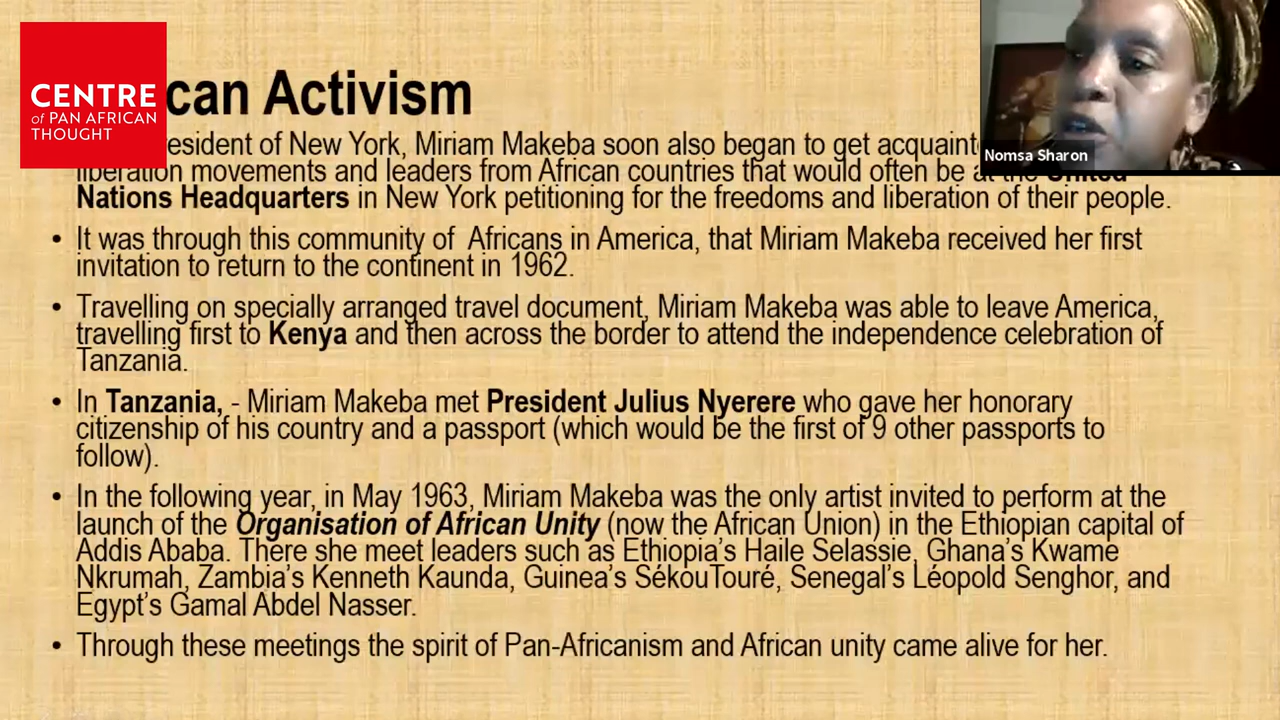 CENTRE
of PAN AFRICAN
THOUGHT
can Activism
esident of New York, Miriam Makeba soon also began to get acquaint
Nomsa Sharon
liberation movements and leaders from African countries that would often be at the United
Nations Headquarters in New York petitioning for the freedoms and liberation of their people.
• It was through this community of Africans in America, that Miriam Makeba received her first
invitation to return to the continent in 1962.
• Travelling on specially arranged travel document, Miriam Makeba was able to leave America,
travelling first to Kenya and then across the border to attend the independence celebration of
Tanzania.
• In Tanzania, - Miriam Makeba met President Julius Nyerere who gave her honorary
citizenship of his country and a passport (which would be the first of 9 other passports to
follow).
• In the following year, in May 1963, Miriam Makeba was the only artist invited to perform at the
launch of the Organisation of African Unity (now the African Union) in the Ethiopian capital of
Addis Ababa. There she meet leaders such as Ethiopia's Haile Selassie, Ghana's Kwame
Nkrumah, Zambia's Kenneth Kaunda, Guinea's SékouTouré, Senegal's Léopold Senghor, and
Egypt's Gamal Abdel Nasser.
• Through these meetings the spirit of Pan-Africanism and African unity came alive for her.